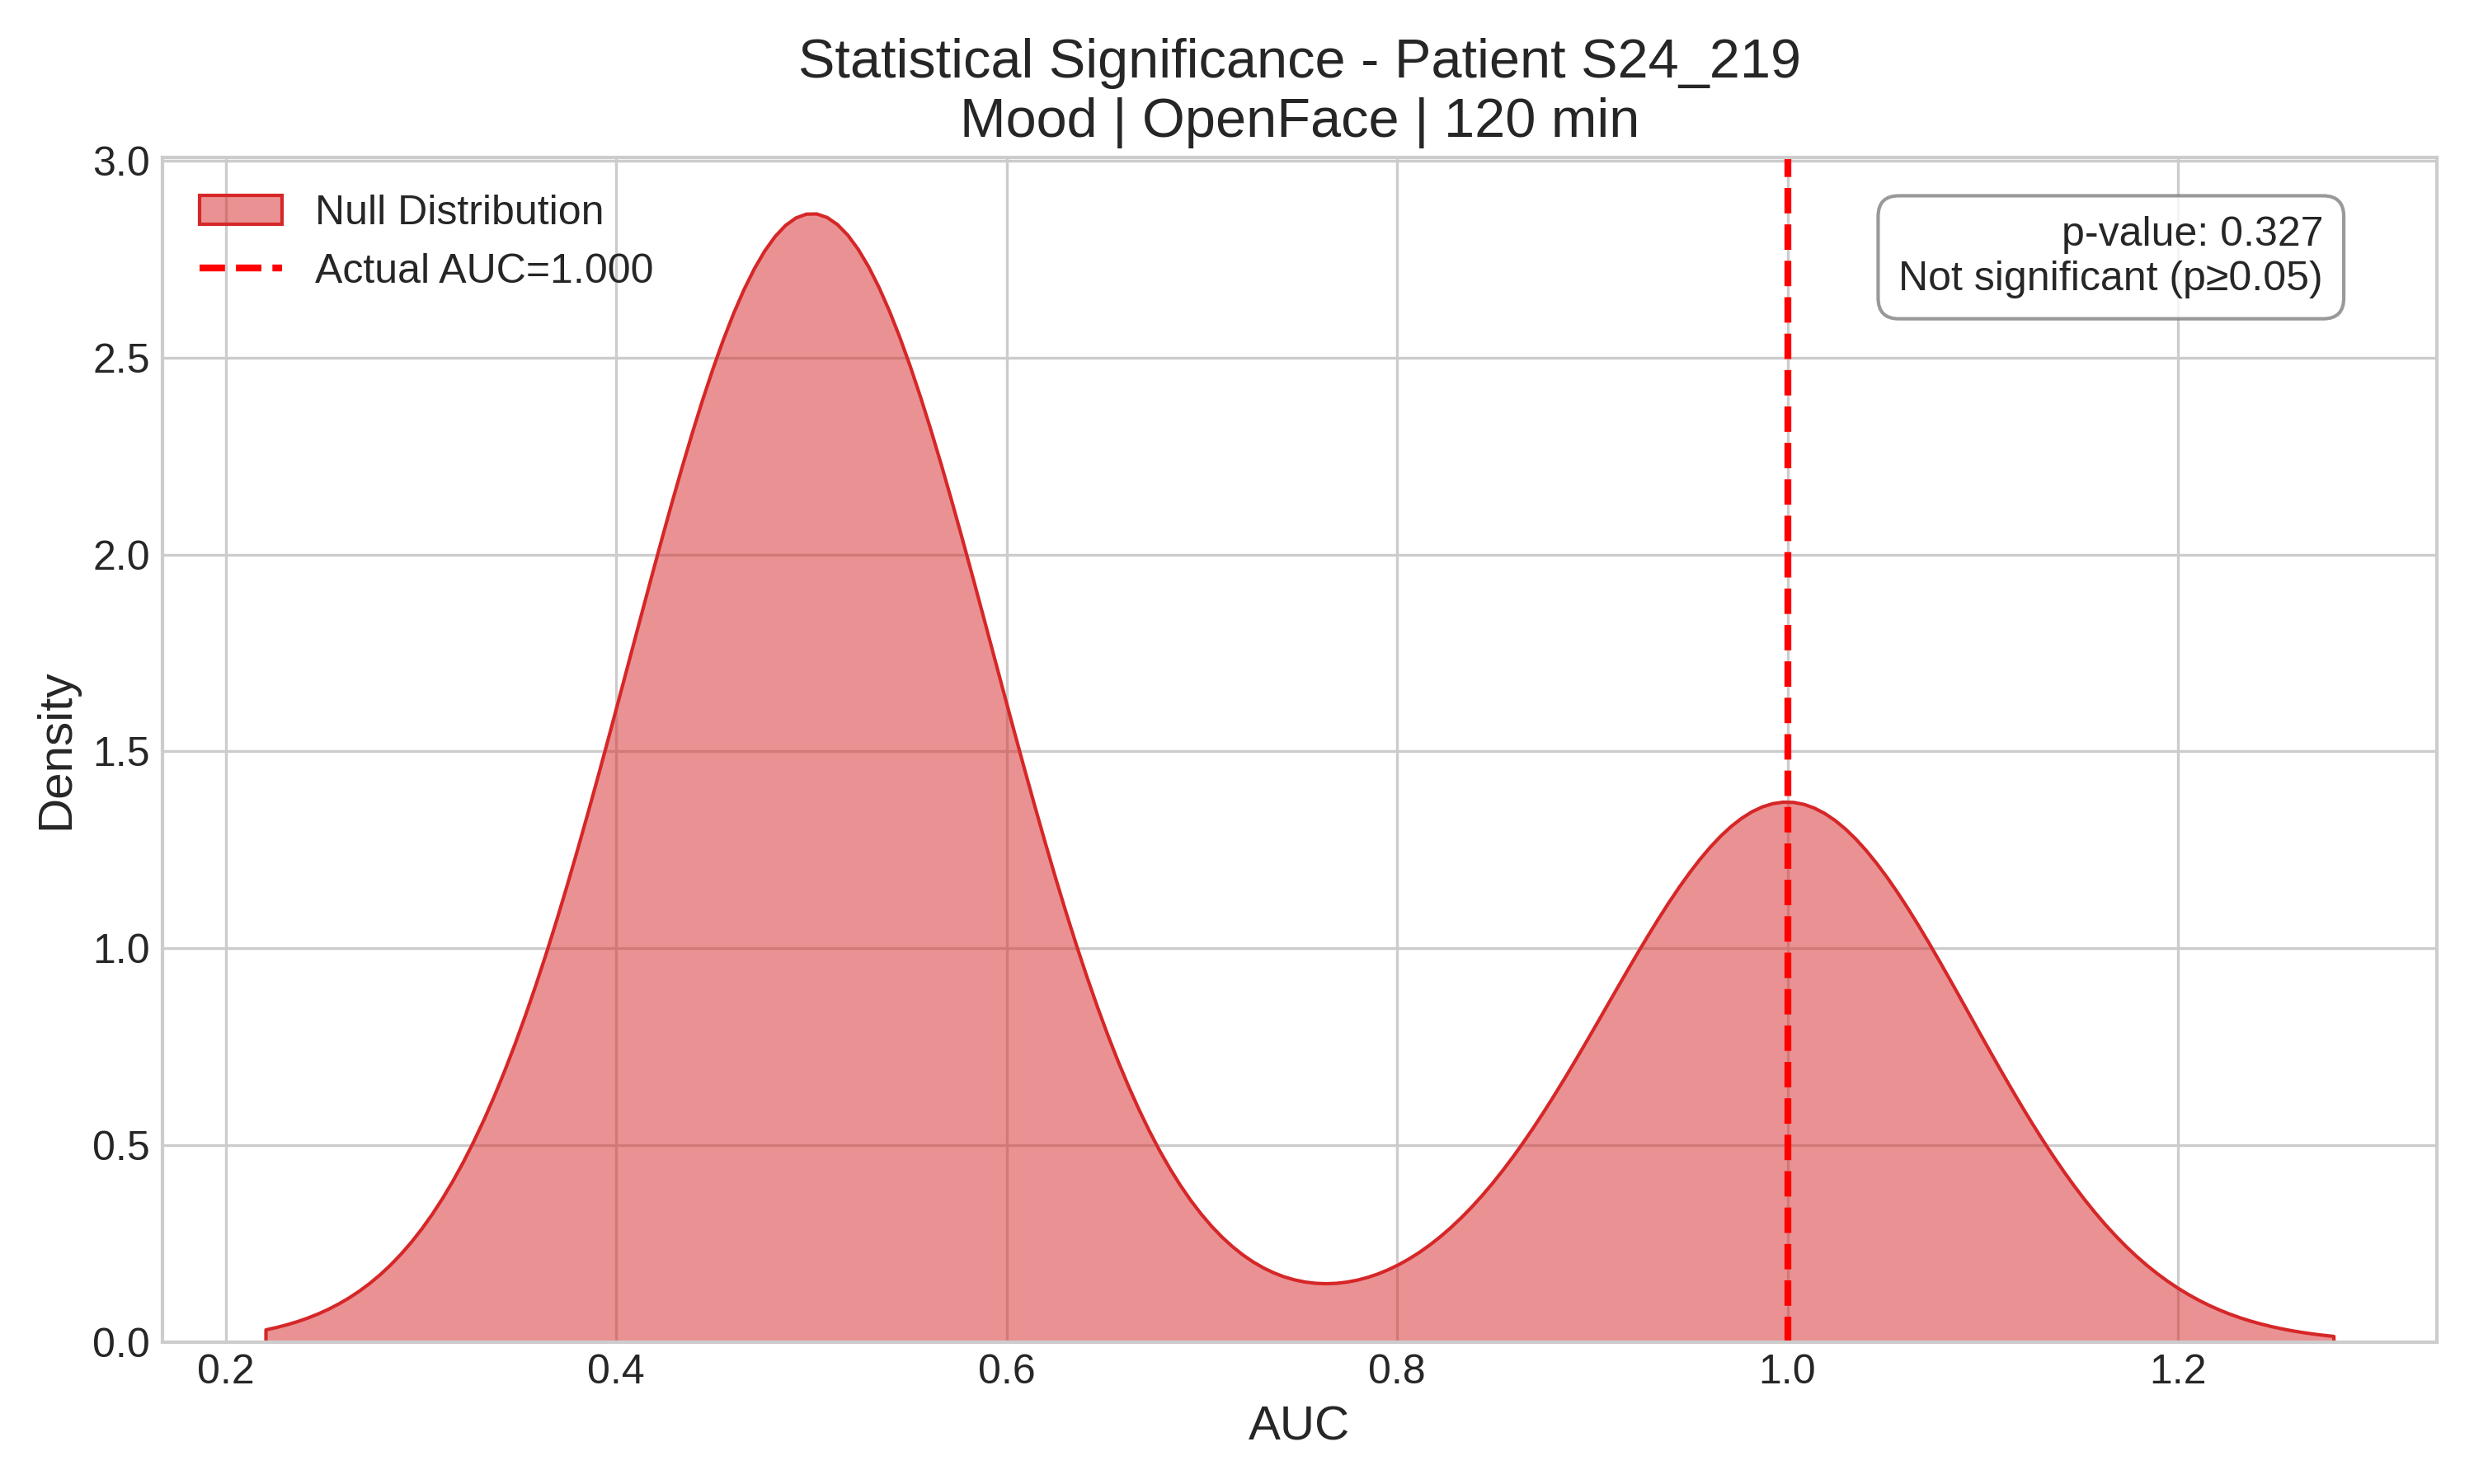 Statistical Significance - Patient S24_219
Mood | OpenFace | 120 min
Null Distribution
Actual AUC=1.000
p-value: 0.327
Not significant (p≥0.05)
Density
3.0
2.5
2.0
1.5
1.0
0.5
0.0
0.2 0.4 0.6 0.8 1.0 1.2
AUC